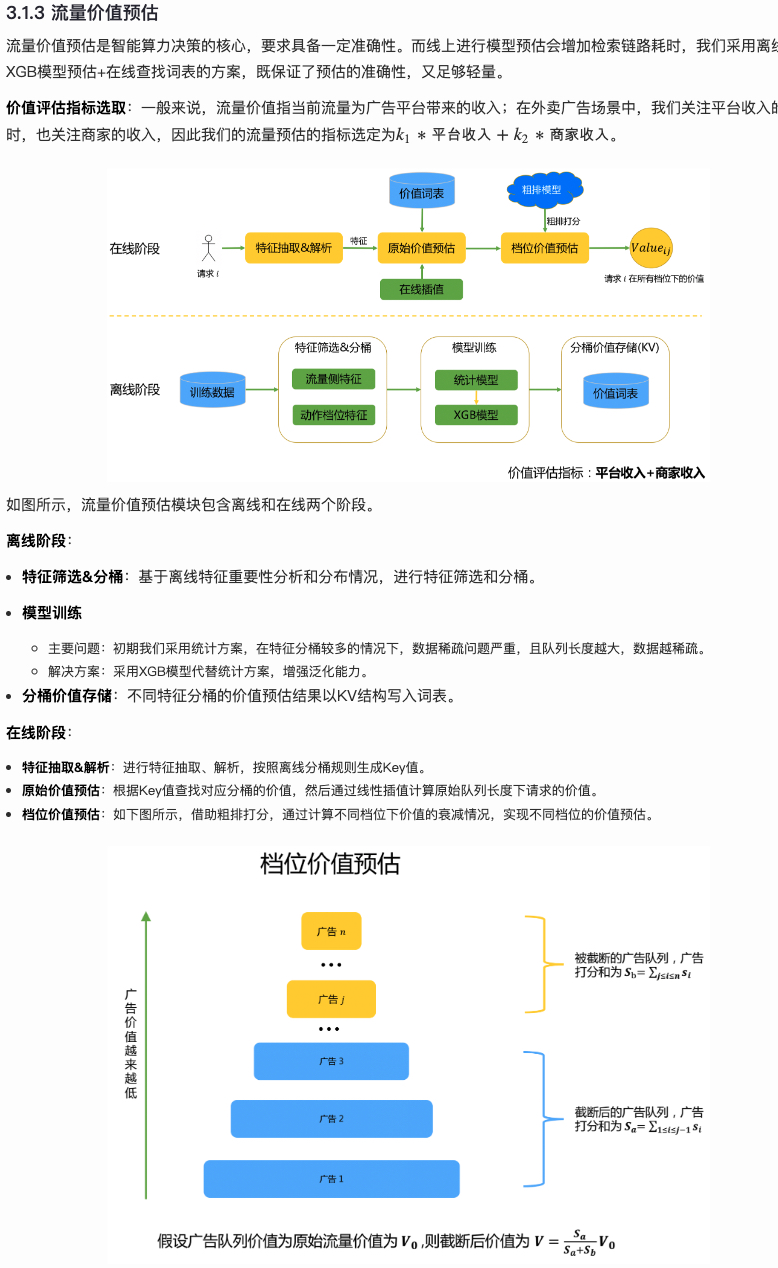 3.1.3 流量价值预估
流量价值预估是智能算力决策的核心，要求具备一定准确性。而线上进行模型预估会增加检索链路耗时，我们采用离线
XGB模型预估+在线查找词表的方案，既保证了预估的准确性，又足够轻量。
价值评估指标选取：一般来说，流量价值指当前流量为广告平台带来的收入；在外卖广告场景中，我们关注平台收入的
时，也关注商家的收入，因此我们的流量预估的指标选定为k₁ * 平台收入 + k₂ * 商家收入。
价值词表
粗排模型
粗排打分
在线阶段
特征抽取&解析
特征
原始价值预估
档位价值预估
Value_ij
请求 i
在线插值
请求 i 在所有档位下的价值
特征筛选&分桶
模型训练
分桶价值存储(KV)
离线阶段
训练数据
流量侧特征
统计模型
价值词表
动作档位特征
XGB模型
价值评估指标：平台收入+商家收入
如图所示，流量价值预估模块包含离线和在线两个阶段。
离线阶段：
• 特征筛选&分桶：基于离线特征重要性分析和分布情况，进行特征筛选和分桶。
• 模型训练
○ 主要问题：初期我们采用统计方案，在特征分桶较多的情况下，数据稀疏问题严重，且队列长度越大，数据越稀疏。
○ 解决方案：采用XGB模型代替统计方案，增强泛化能力。
• 分桶价值存储：不同特征分桶的价值预估结果以KV结构写入词表。
在线阶段：
• 特征抽取&解析：进行特征抽取、解析，按照离线分桶规则生成Key值。
• 原始价值预估：根据Key值查找对应分桶的价值，然后通过线性插值计算原始队列长度下请求的价值。
• 档位价值预估：如下图所示，借助粗排打分，通过计算不同档位下价值的衰减情况，实现不同档位的价值预估。
档位价值预估
广告价值越来越低
广告 n
•••
广告 j
•••
广告 3
广告 2
广告 1
被截断的广告队列，广告
打分和为 S_b= ∑_{j≤i≤n} s_i
截断后的广告队列，广告
打分和为 S_a= ∑_{1≤i≤j−1} s_i
假设广告队列价值为原始流量价值为 V₀ ,则截断后价值为 V = S_a/(S_a+S_b) V₀